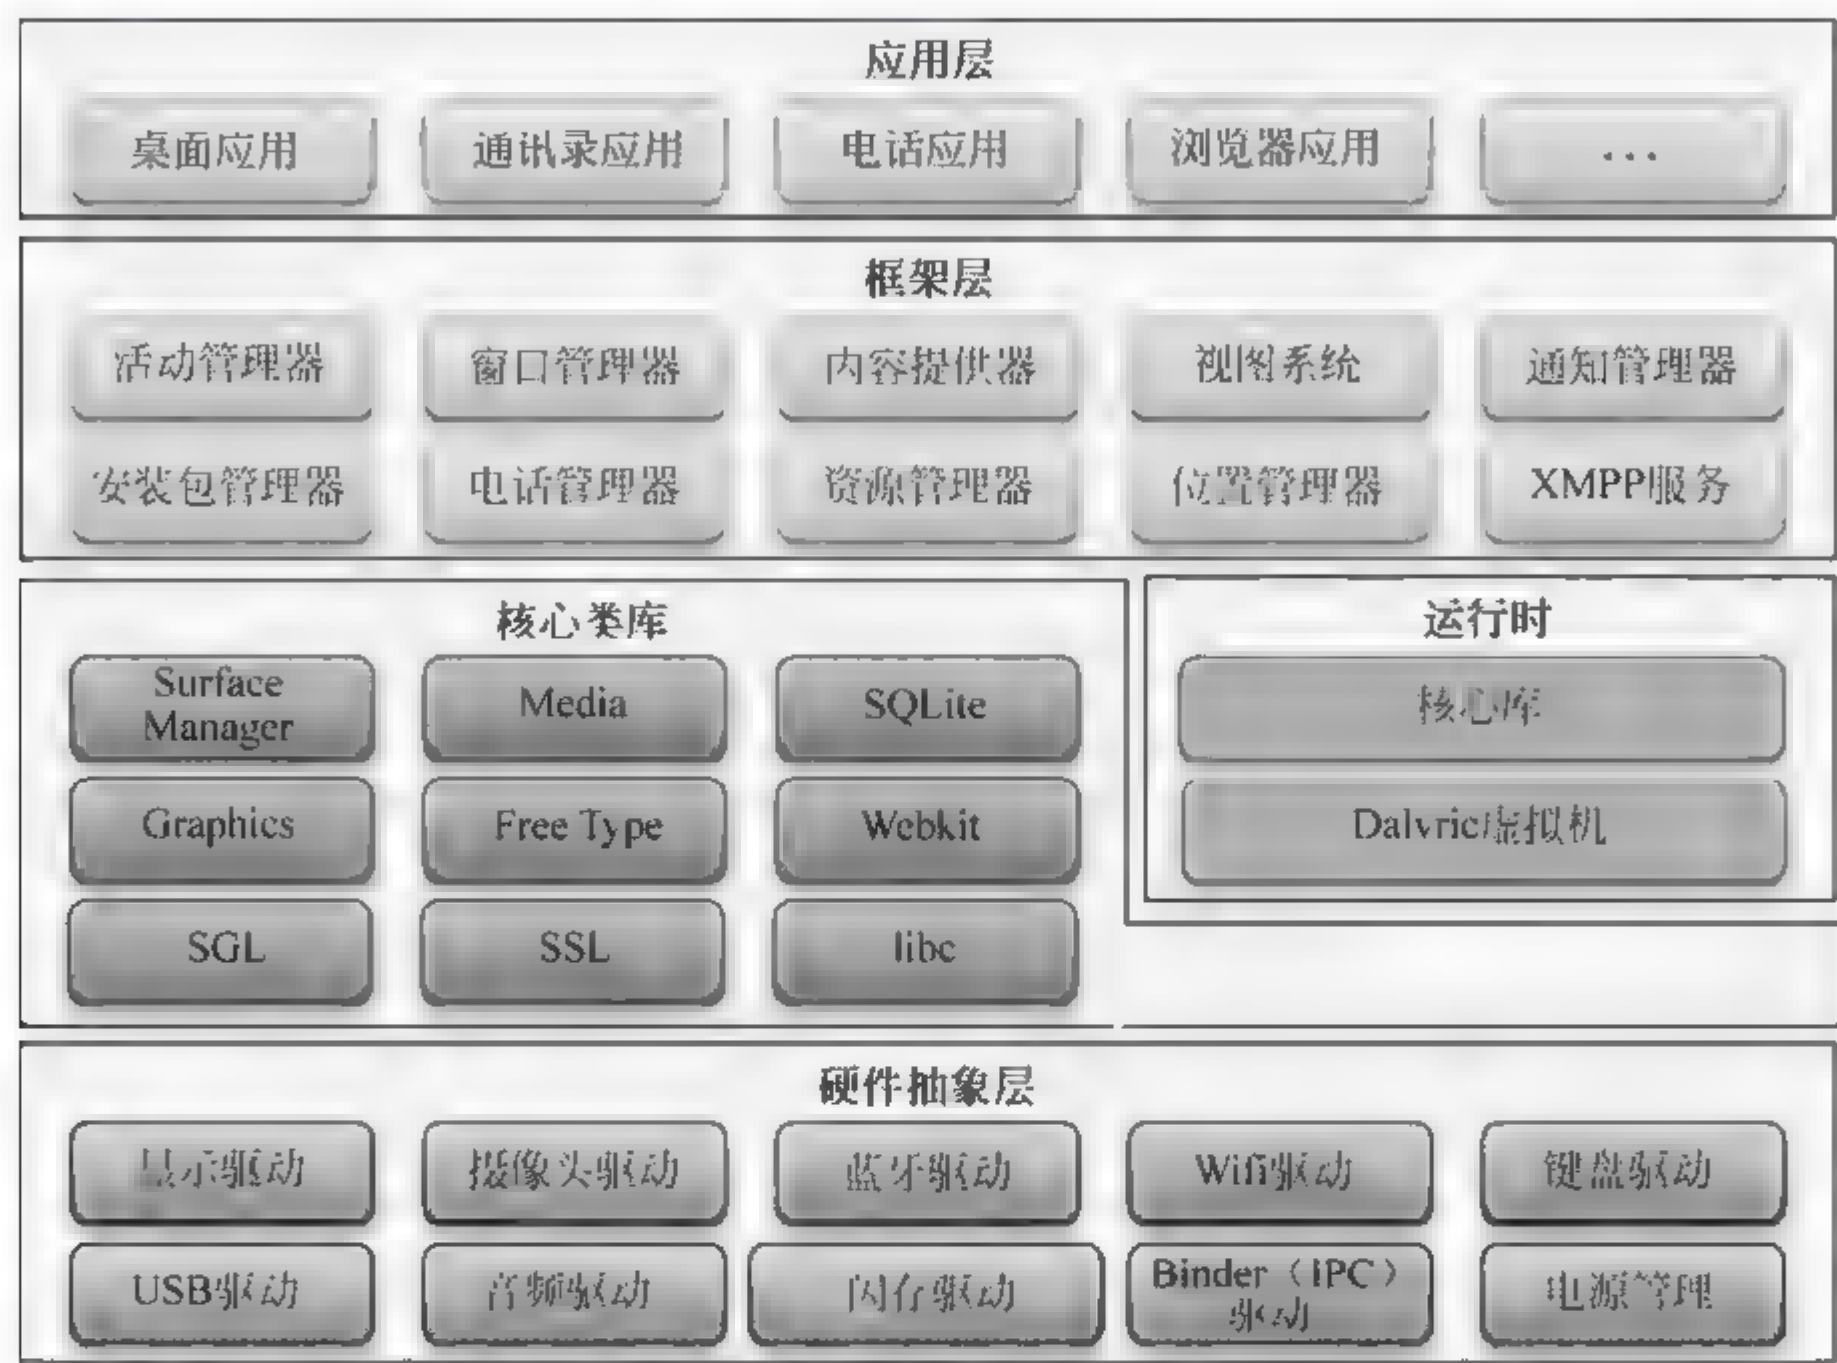 应用层
桌面应用
通讯录应用
电话应用
浏览器应用
...
框架层
活动管理器
窗口管理器
内容提供器
视图系统
通知管理器
安装包管理器
电话管理器
资源管理器
位置管理器
XMPP服务
核心类库
Surface
Manager
Media
SQLite
Graphics
Free Type
Webkit
SGL
SSL
libc
运行时
核心库
Dalvric虚拟机
硬件抽象层
显示驱动
摄像头驱动
蓝牙驱动
Wifi驱动
键盘驱动
USB驱动
音频驱动
闪存驱动
Binder（IPC）
驱动
电源管理